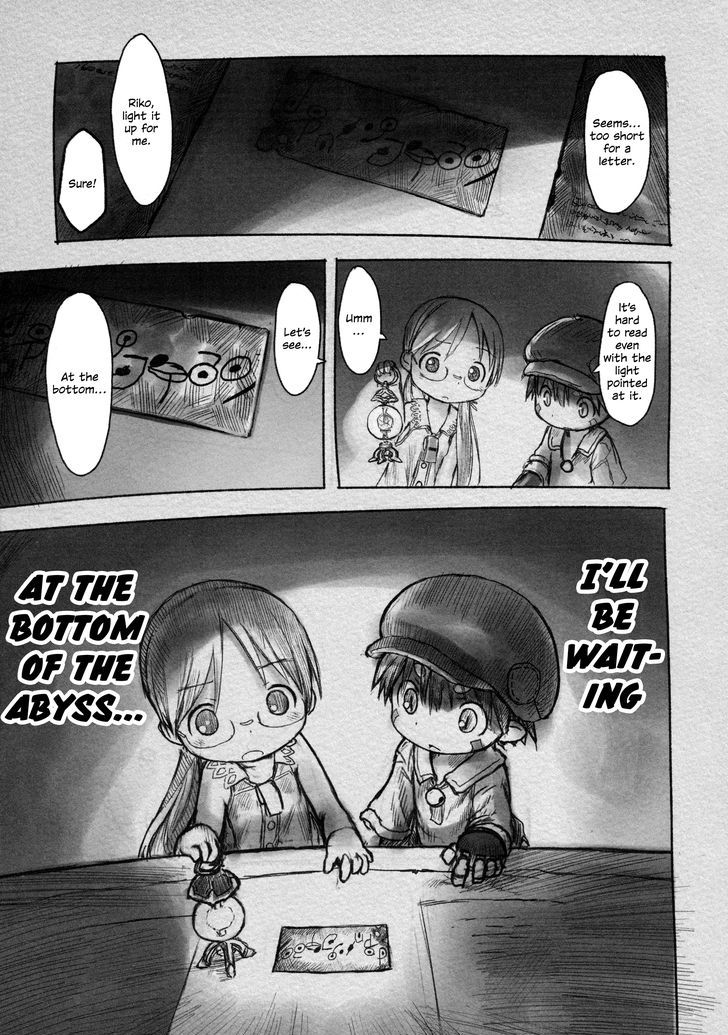 Seems...
too short
for a
letter.
Riko,
light it
up for
me.
Sure!
It's
hard
to read
even
with the
light
pointed
at it.
Umm
...
Let's
see...
At the
bottom...
I'LL
BE
WAIT-
ING
AT THE
BOTTOM
OF THE
ABYSS...